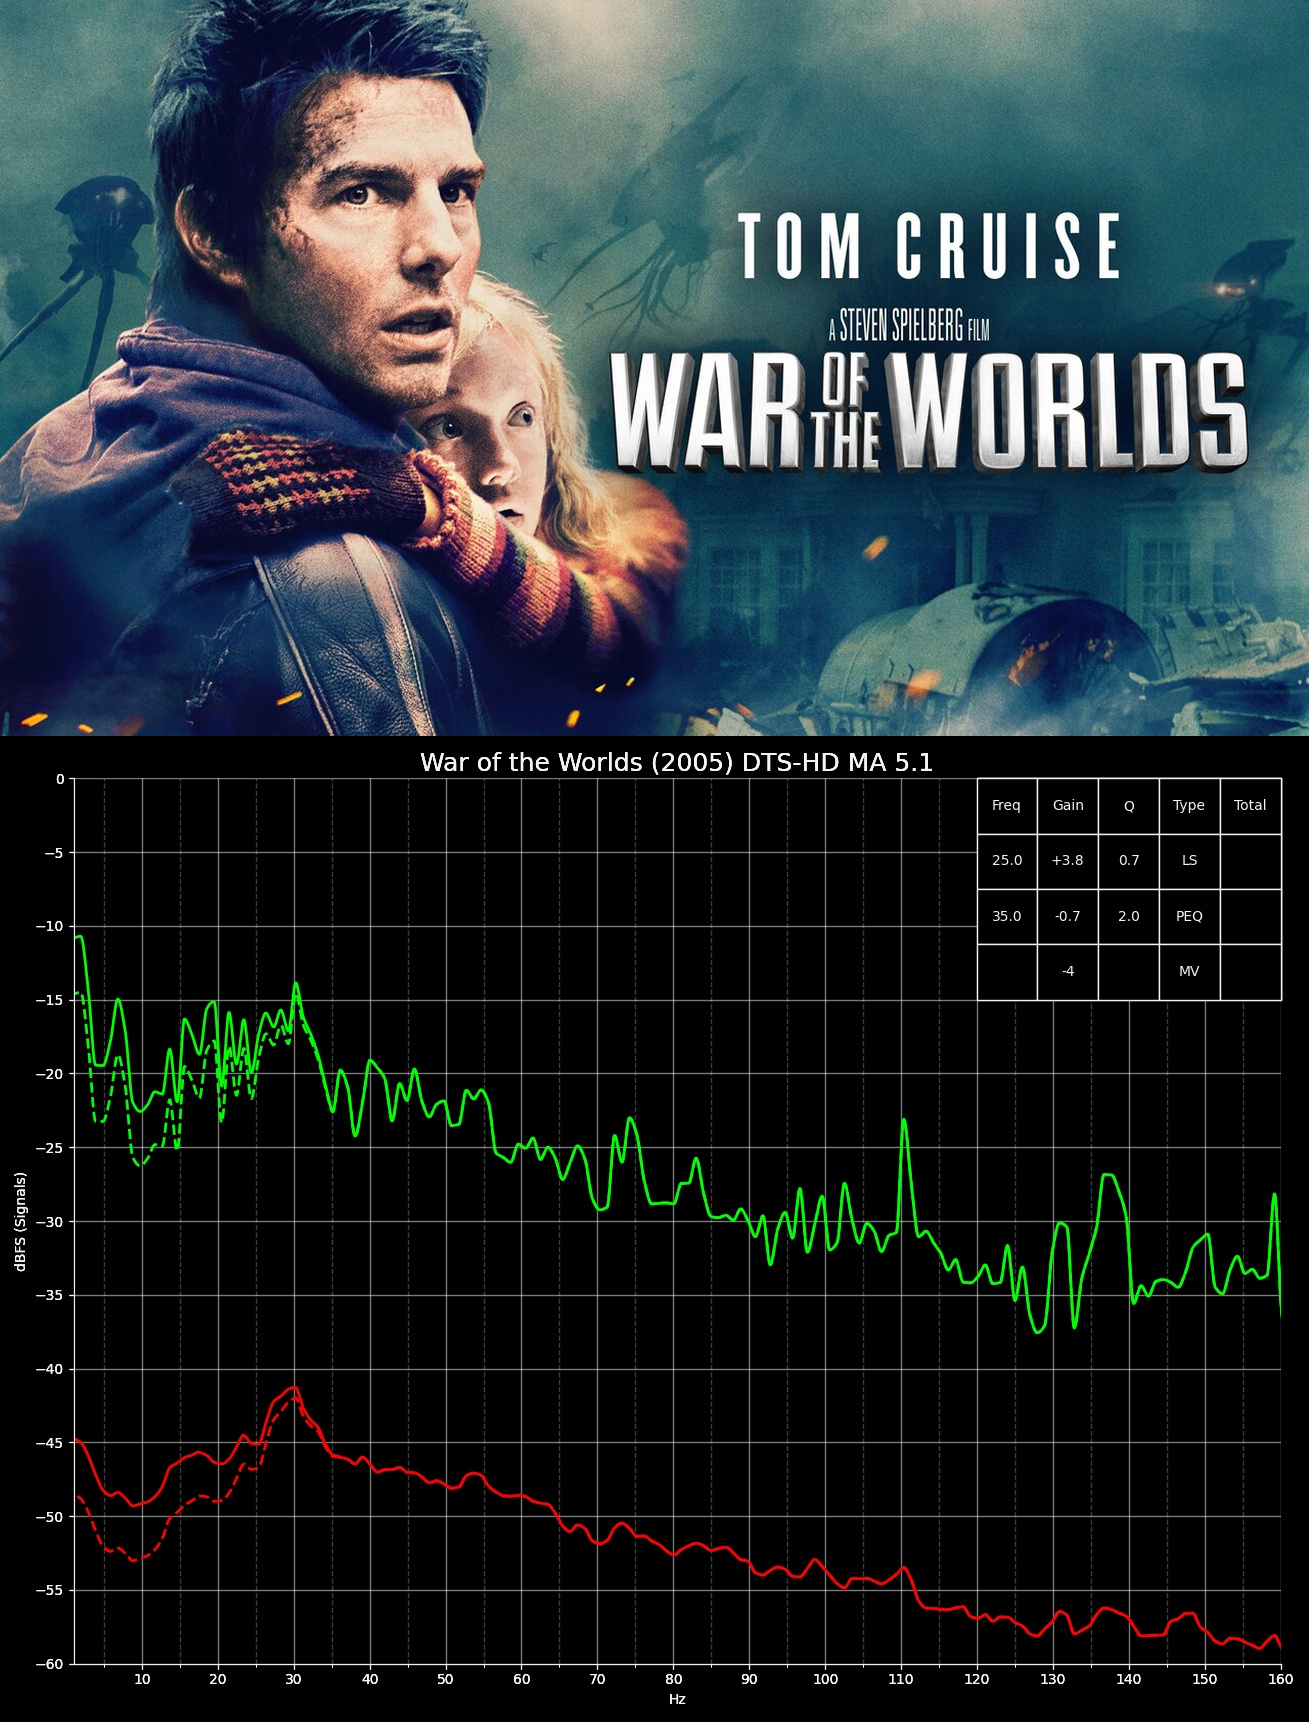 TOM CRUISE
A STEVEN SPIELBERG FILM
WAR OF THE WORLDS
War of the Worlds (2005) DTS-HD MA 5.1
Freq Gain Q Type Total
25.0 +3.8 0.7 LS
35.0 -0.7 2.0 PEQ
-4 MV
0
−5
−10
−15
−20
−25
−30
−35
−40
−45
−50
−55
−60
dBFS (Signals)
10 20 30 40 50 60 70 80 90 100 110 120 130 140 150 160
Hz